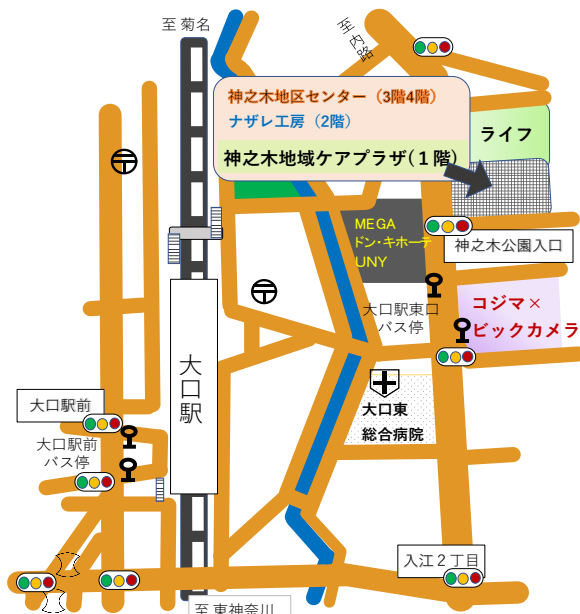 至 菊名
至内路
神之木地区センター（3階4階）
ナザレ工房（2階）
神之木地域ケアプラザ(１階)
ライフ
MEGA
ドン・キホーテ
UNY
神之木公園入口
大口駅東口
バス停
コジマ×
ビックカメラ
大口駅
大口駅前
大口駅前
バス停
大口東
総合病院
入江２丁目
至 東神奈川